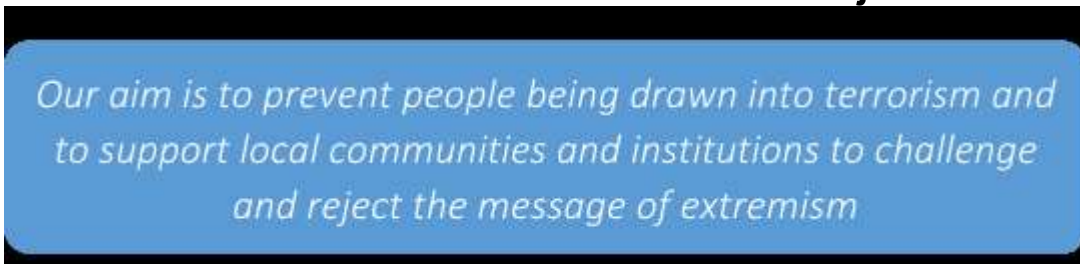 Our aim is to prevent people being drawn into terrorism and
to support local communities and institutions to challenge
and reject the message of extremism